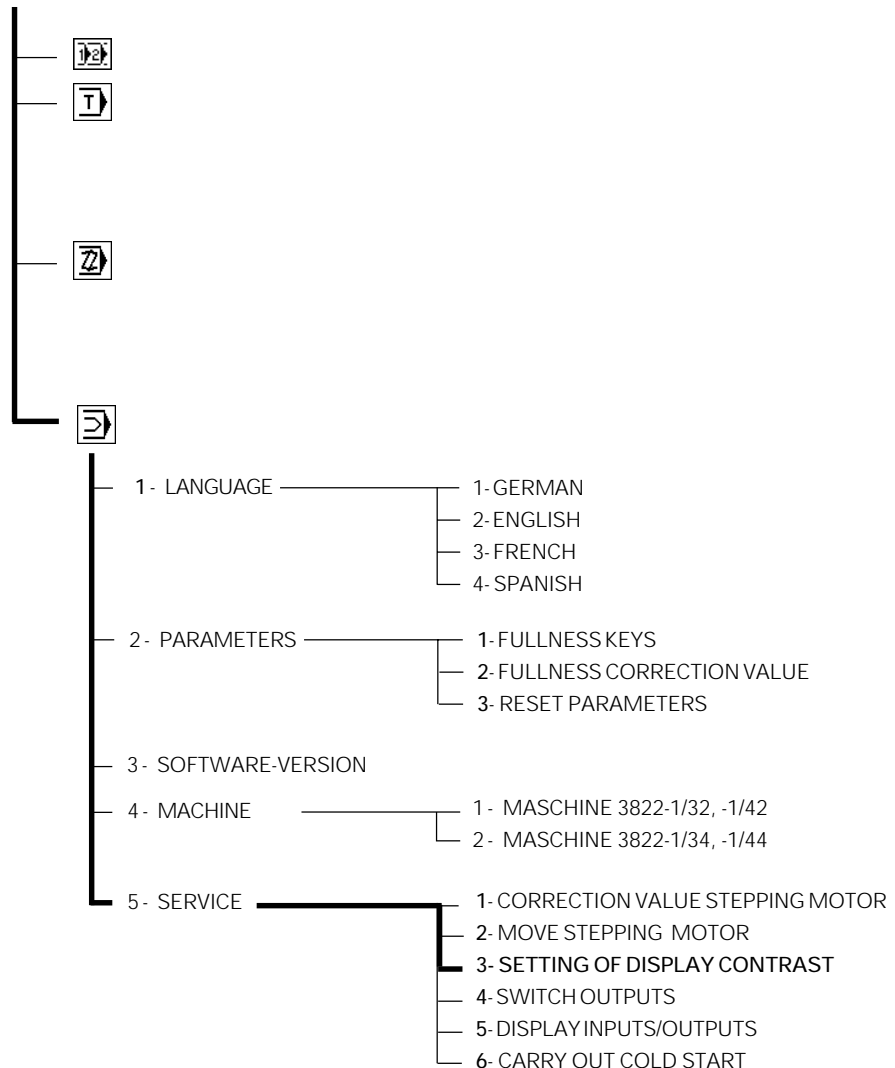 1 2
T
1 - LANGUAGE
1- GERMAN
2- ENGLISH
3- FRENCH
4- SPANISH
2 - PARAMETERS
1- FULLNESS KEYS
2- FULLNESS CORRECTION VALUE
3- RESET PARAMETERS
3 - SOFTWARE-VERSION
4 - MACHINE
1 - MASCHINE 3822-1/32, -1/42
2 - MASCHINE 3822-1/34, -1/44
5 - SERVICE
1- CORRECTION VALUE STEPPING MOTOR
2- MOVE STEPPING MOTOR
3- SETTING OF DISPLAY CONTRAST
4- SWITCH OUTPUTS
5- DISPLAY INPUTS/OUTPUTS
6- CARRY OUT COLD START